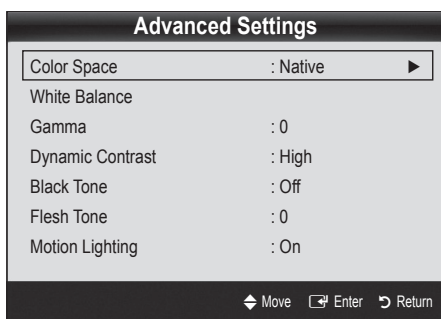 Advanced Settings
Color Space : Native ▶
White Balance
Gamma : 0
Dynamic Contrast : High
Black Tone : Off
Flesh Tone : 0
Motion Lighting : On
Move Enter Return